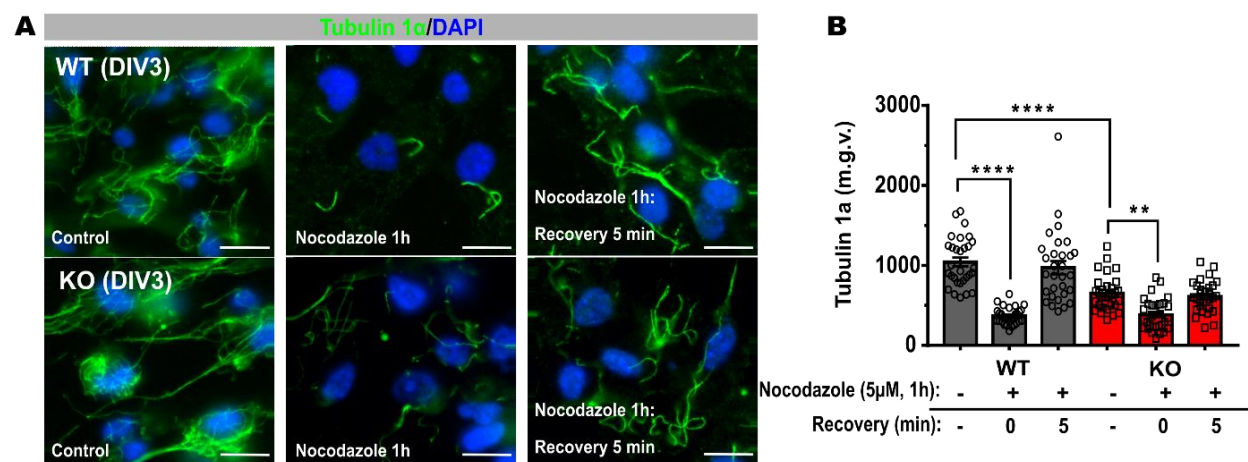 A
Tubulin 1α/DAPI
WT (DIV3)
Control
Nocodazole 1h
Nocodazole 1h:
Recovery 5 min
KO (DIV3)
Control
Nocodazole 1h
Nocodazole 1h:
Recovery 5 min
B
Tubulin 1a (m.g.v.)
3000
2000
1000
0
****
****
**
WT KO
Nocodazole (5µM, 1h): - + + - + +
Recovery (min): - 0 5 - 0 5